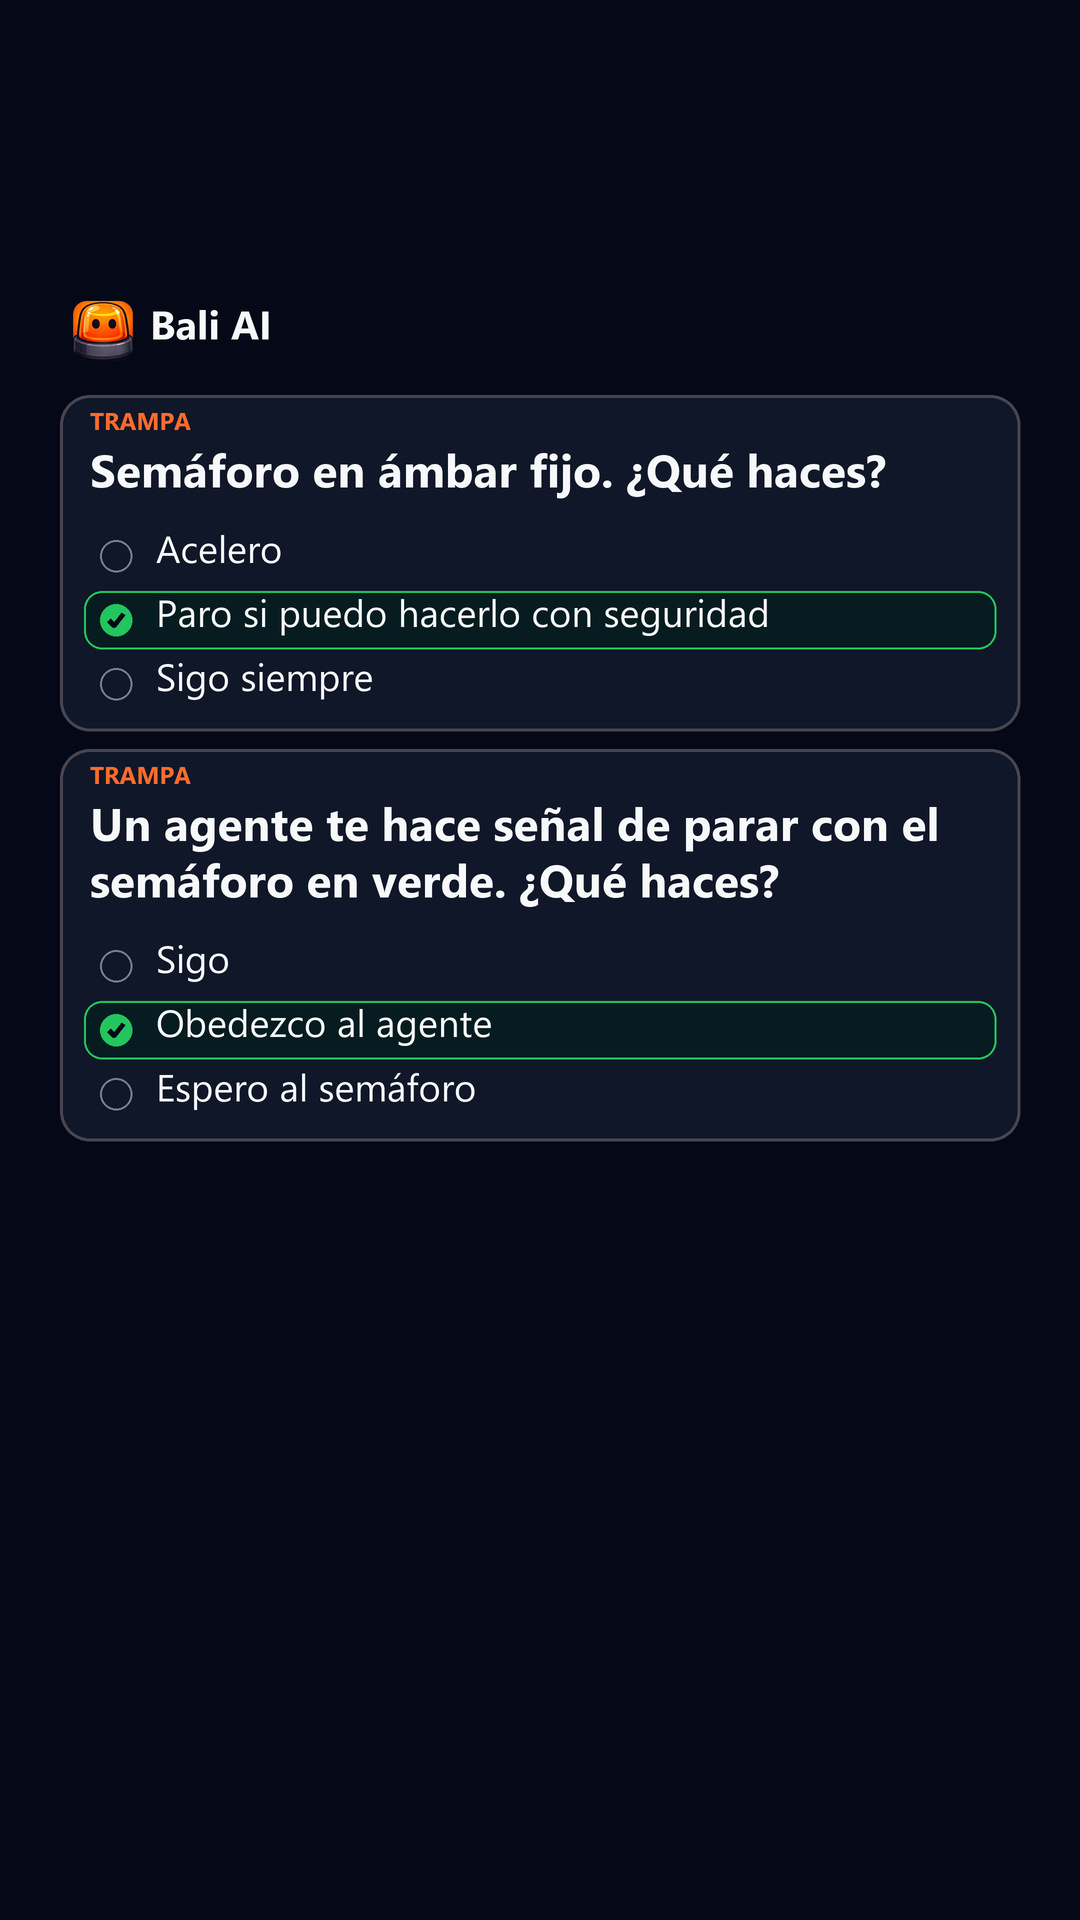 Bali AI
TRAMPA
Semáforo en ámbar fijo. ¿Qué haces?
Acelero
Paro si puedo hacerlo con seguridad
Sigo siempre
TRAMPA
Un agente te hace señal de parar con el
semáforo en verde. ¿Qué haces?
Sigo
Obedezco al agente
Espero al semáforo